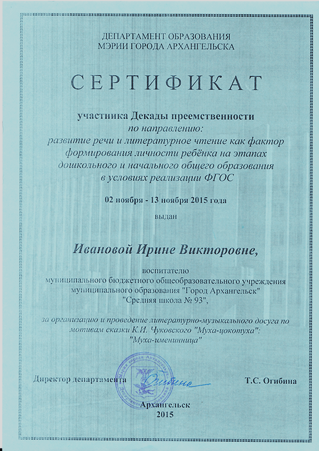 ДЕПАРТАМЕНТ ОБРАЗОВАНИЯ
МЭРИИ ГОРОДА АРХАНГЕЛЬСКА
СЕРТИФИКАТ
участника Декады преемственности
по направлению:
развитие речи и литературное чтение как фактор
формирования личности ребёнка на этапах
дошкольного и начального общего образования
в условиях реализации ФГОС
02 ноября - 13 ноября 2015 года
выдан
Ивановой Ирине Викторовне,
воспитателю
муниципального бюджетного общеобразовательного учреждения
муниципального образования "Город Архангельск"
"Средняя школа № 93",
за организацию и проведение литературно-музыкального досуга по
мотивам сказки К.И. Чуковского "Муха-цокотуха":
"Муха-именинница"
Директор департамента
Т.С. Огибина
Архангельск
2015